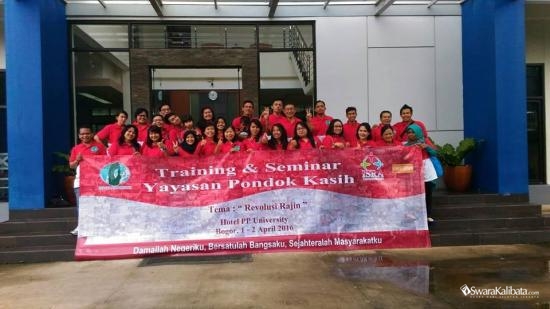 Training & Seminar
Yayasan Pondok Kasih
ISRA
Tema : " Revolusi Rajin "
Hotel PP University
Bogor, 1 - 2 April 2016
Damailah Negeriku, Bersatulah Bangsaku, Sejahteralah Masyarakatku
SwaraKalibata.com